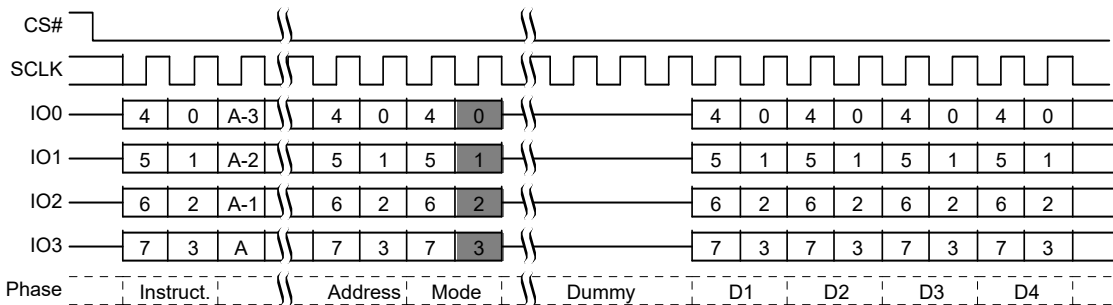 CS#
SCLK
IO0 4 0 A-3 4 0 4 0 4 0 4 0 4 0 4 0
IO1 5 1 A-2 5 1 5 1 5 1 5 1 5 1 5 1
IO2 6 2 A-1 6 2 6 2 6 2 6 2 6 2 6 2
IO3 7 3 A 7 3 7 3 7 3 7 3 7 3 7 3
Phase Instruct. Address Mode Dummy D1 D2 D3 D4